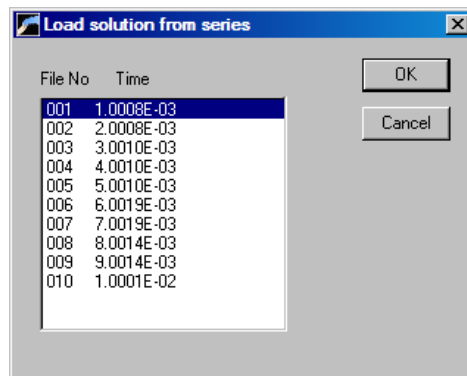 Load solution from series
File No Time
OK
001 1.0008E-03
002 2.0008E-03
Cancel
003 3.0010E-03
004 4.0010E-03
005 5.0010E-03
006 6.0019E-03
007 7.0019E-03
008 8.0014E-03
009 9.0014E-03
010 1.0001E-02